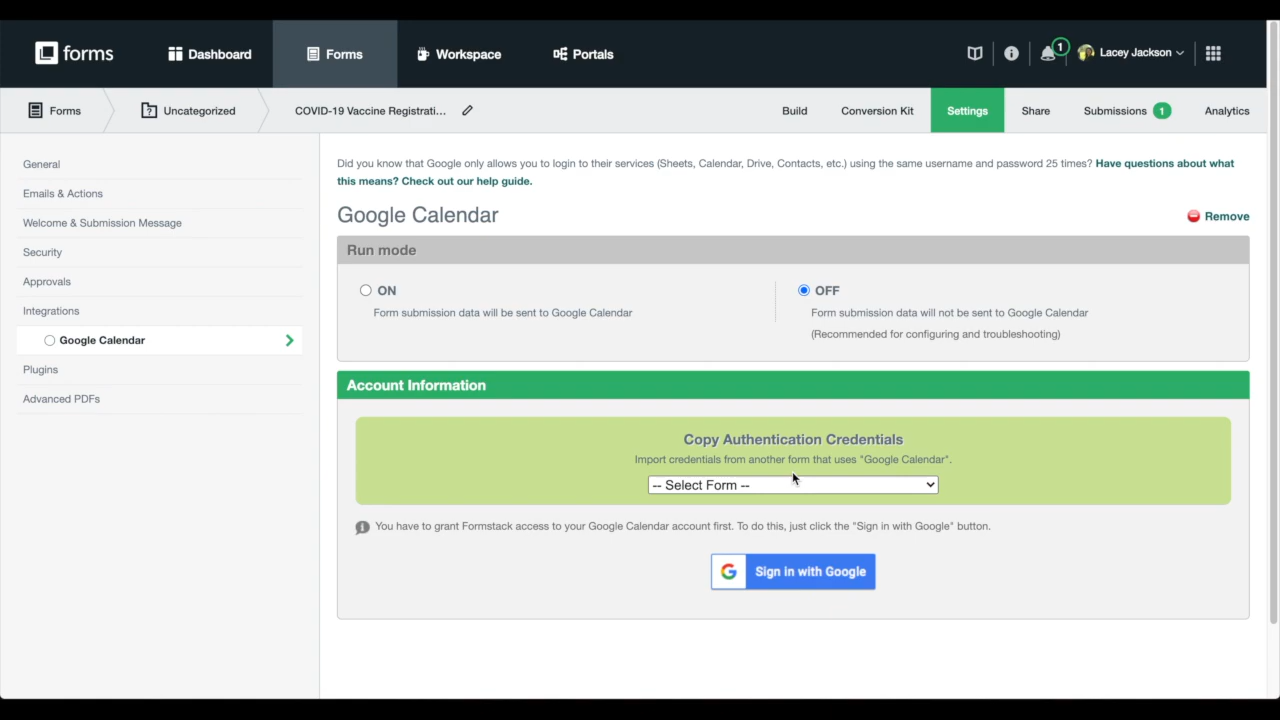 forms
Dashboard
Forms
Workspace
Portals
1
Lacey Jackson
Forms
Uncategorized
COVID-19 Vaccine Registrati...
Build
Conversion Kit
Settings
Share
Submissions 1
Analytics
General
Emails & Actions
Welcome & Submission Message
Security
Approvals
Integrations
Google Calendar
Plugins
Advanced PDFs
Did you know that Google only allows you to login to their services (Sheets, Calendar, Drive, Contacts, etc.) using the same username and password 25 times? Have questions about what
this means? Check out our help guide.
Google Calendar
Remove
Run mode
ON
Form submission data will be sent to Google Calendar
OFF
Form submission data will not be sent to Google Calendar
(Recommended for configuring and troubleshooting)
Account Information
Copy Authentication Credentials
Import credentials from another form that uses "Google Calendar".
-- Select Form --
You have to grant Formstack access to your Google Calendar account first. To do this, just click the "Sign in with Google" button.
G Sign in with Google